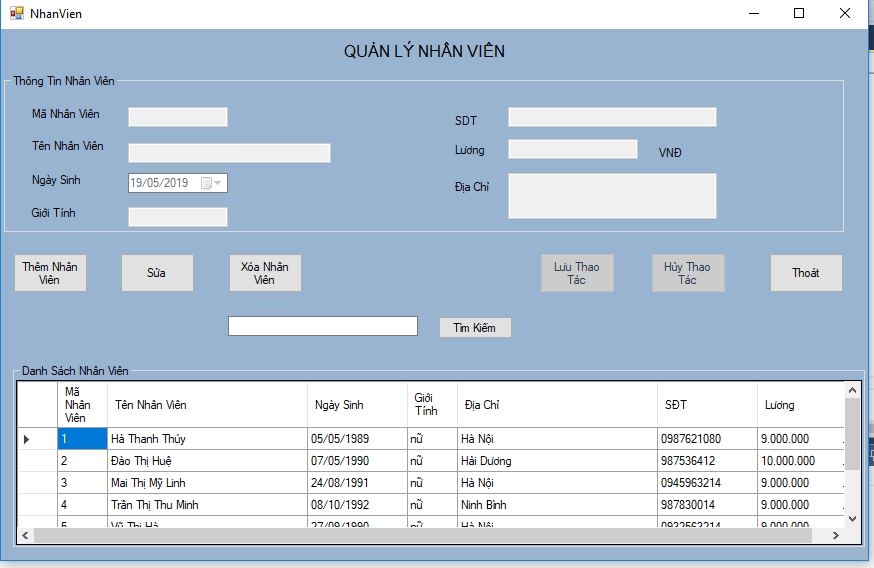 NhanVien
QUẢN LÝ NHÂN VIÊN
Thông Tin Nhân Viên
Mã Nhân Viên
SDT
Tên Nhân Viên
Lương
VNĐ
Ngày Sinh
19/05/2019
Địa Chỉ
Giới Tính
Thêm Nhân
Viên
Sửa
Xóa Nhân
Viên
Lưu Thao
Tác
Hủy Thao
Tác
Thoát
Tìm Kiếm
Danh Sách Nhân Viên
Mã
Nhân
Viên
Tên Nhân Viên
Ngày Sinh
Giới
Tính
Địa Chỉ
SĐT
Lương
1 Hà Thanh Thúy 05/05/1989 nữ Hà Nội 0987621080 9.000.000
2 Đào Thị Huệ 07/05/1990 nữ Hải Dương 987536412 10.000.000
3 Mai Thị Mỹ Linh 24/08/1991 nữ Hà Nội 0945963214 9.000.000
4 Trần Thị Thu Minh 08/10/1992 nữ Ninh Bình 987830014 9.000.000
5 Vũ Thị Hà 27/09/1990 nữ Hà Nội 0932563214 9.000.000